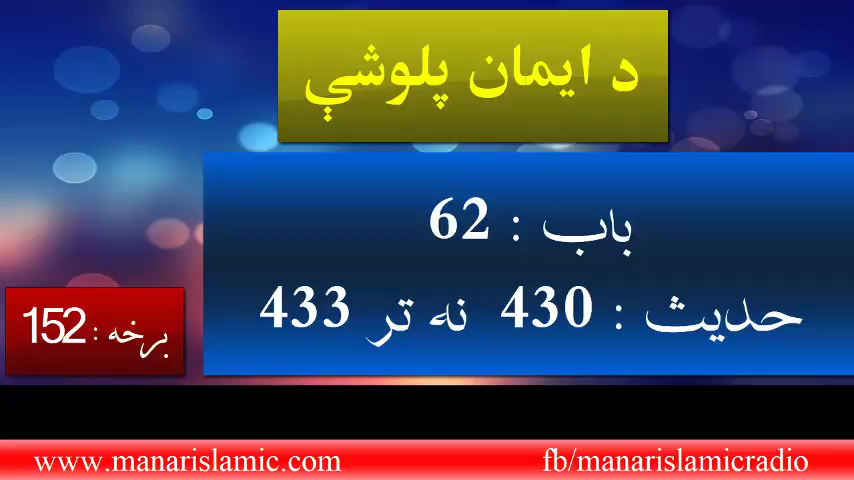 د ایمان پلوشې
باب : 62
حدیث : 430 نه تر 433
برخه : 152
www.manarislamic.com
fb/manarislamicradio